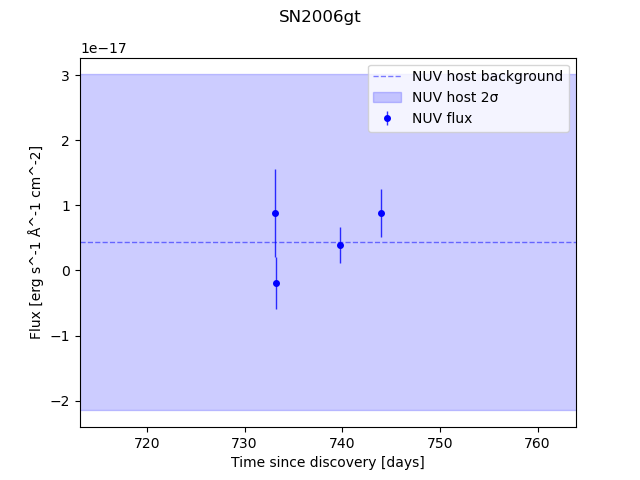 SN2006gt
1e−17
NUV host background
NUV host 2σ
NUV flux
3
2
1
0
−1
−2
Flux [erg s^-1 Å^-1 cm^-2]
720 730 740 750 760
Time since discovery [days]